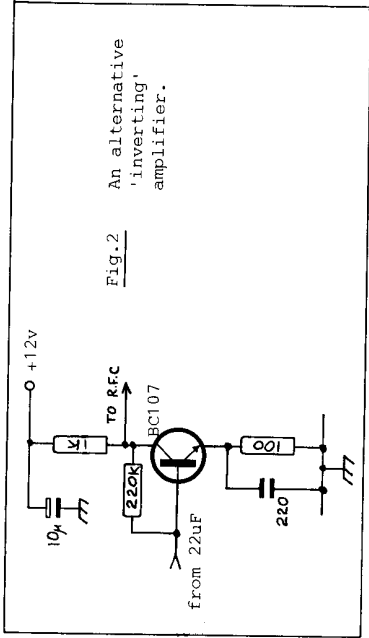 +12v
10µ
1K
TO R.F.C
220K
BC107
from 22uF
100
220
Fig.2 An alternative
'inverting'
amplifier.